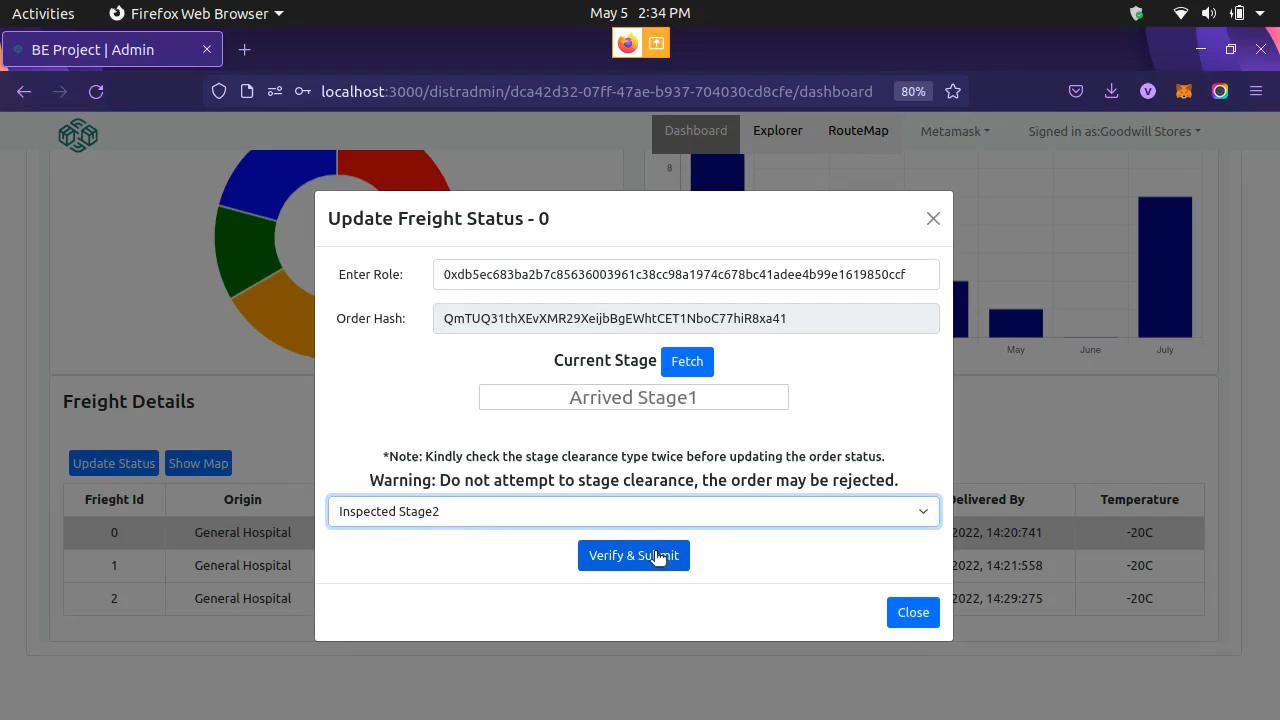 Activities Firefox Web Browser May 5 2:34 PM
BE Project | Admin
localhost:3000/distradmin/dca42d32-07ff-47ae-b937-704030cd8cfe/dashboard 80%
Dashboard Explorer RouteMap Metamask Signed in as:Goodwill Stores
8
Update Freight Status - 0
Enter Role: 0xdb5ec683ba2b7c85636003961c38cc98a1974c678bc41adee4b99e1619850ccf
Order Hash: QmTUQ31thXEvXMR29XeijbBgEWhtCET1NboC77hiR8xa41
May June July
Current Stage Fetch
Arrived Stage1
Freight Details
*Note: Kindly check the stage clearance type twice before updating the order status.
Update Status Show Map
Warning: Do not attempt to stage clearance, the order may be rejected.
Frieght Id Origin Delivered By Temperature
Inspected Stage2
0 General Hospital 2022, 14:20:741 -20C
Verify & Submit
1 General Hospital 2022, 14:21:558 -20C
2 General Hospital 2022, 14:29:275 -20C
Close